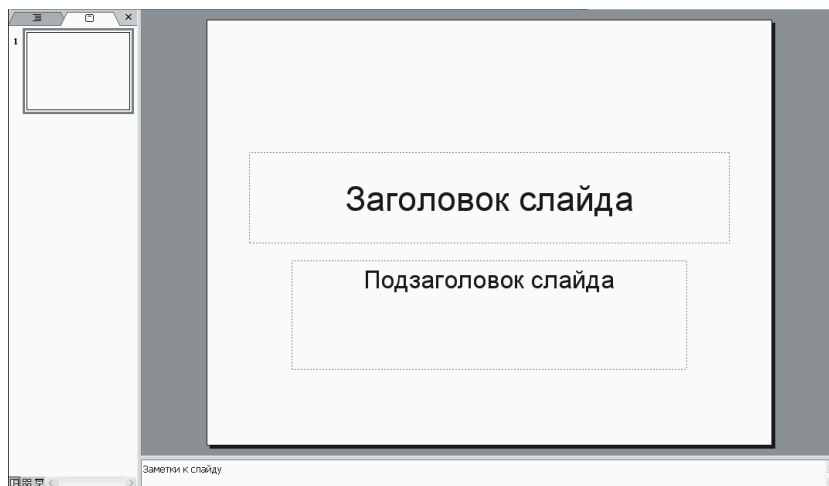 1
Заголовок слайда
Подзаголовок слайда
Заметки к слайду